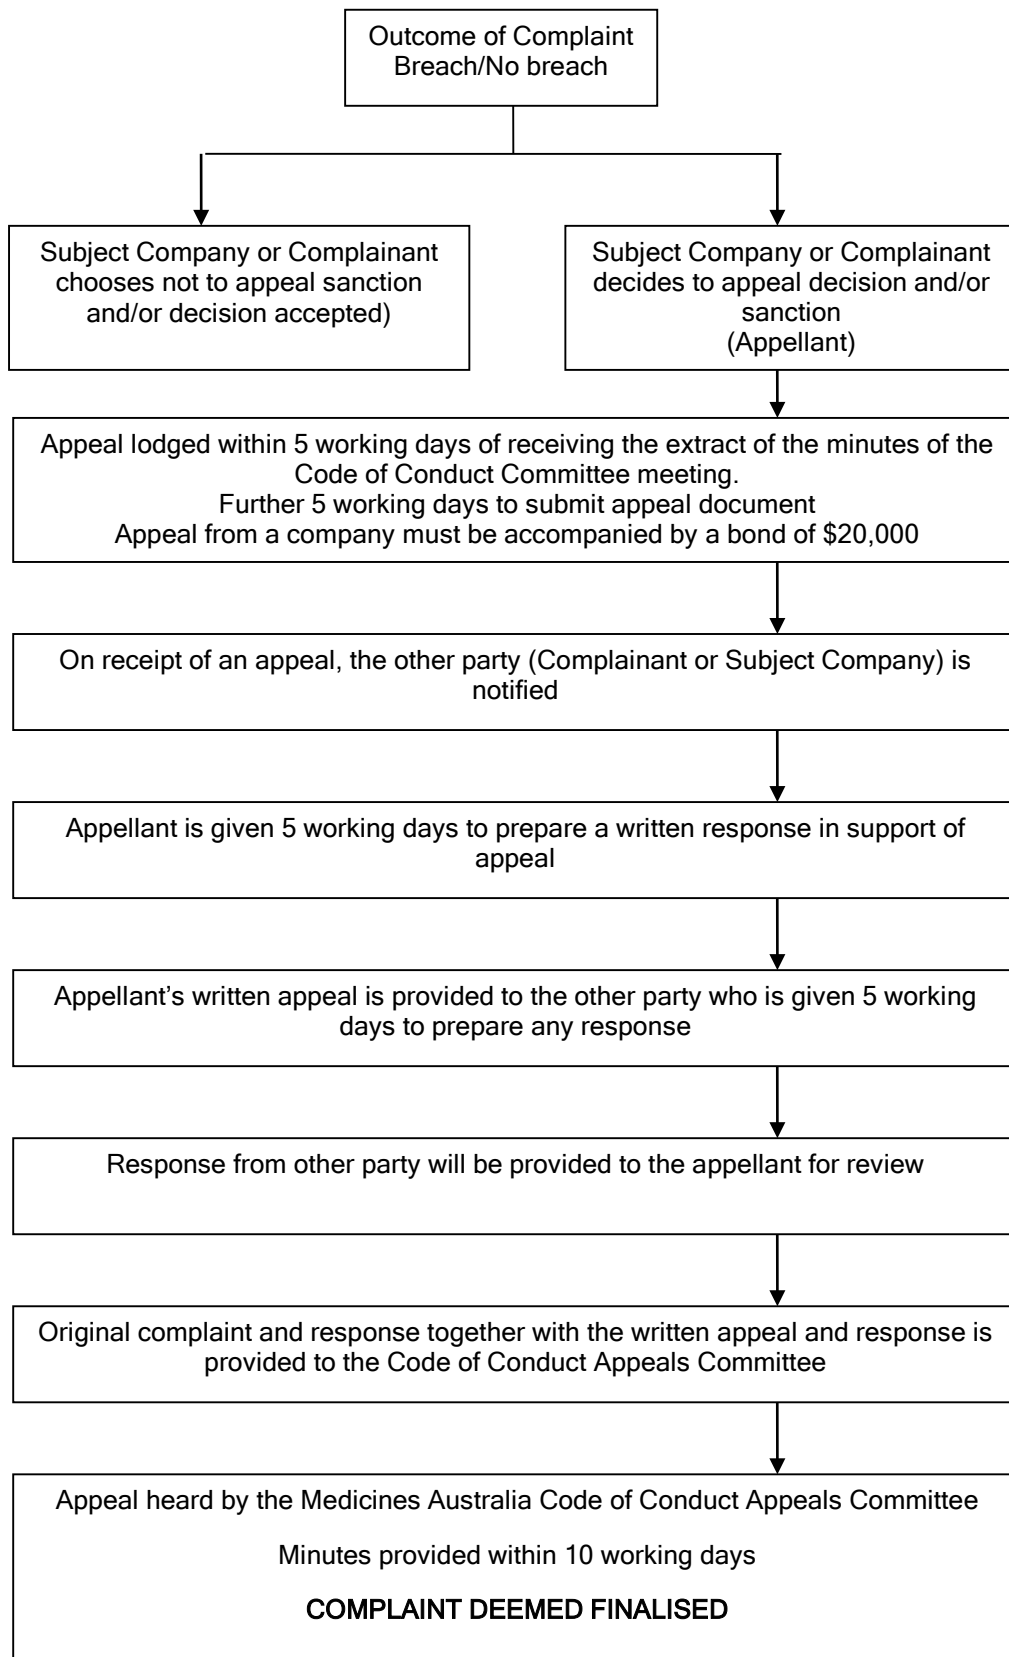 Outcome of Complaint
Breach/No breach
Subject Company or Complainant
chooses not to appeal sanction
and/or decision accepted)
Subject Company or Complainant
decides to appeal decision and/or
sanction
(Appellant)
Appeal lodged within 5 working days of receiving the extract of the minutes of the
Code of Conduct Committee meeting.
Further 5 working days to submit appeal document
Appeal from a company must be accompanied by a bond of $20,000
On receipt of an appeal, the other party (Complainant or Subject Company) is
notified
Appellant is given 5 working days to prepare a written response in support of
appeal
Appellant's written appeal is provided to the other party who is given 5 working
days to prepare any response
Response from other party will be provided to the appellant for review
Original complaint and response together with the written appeal and response is
provided to the Code of Conduct Appeals Committee
Appeal heard by the Medicines Australia Code of Conduct Appeals Committee
Minutes provided within 10 working days
COMPLAINT DEEMED FINALISED